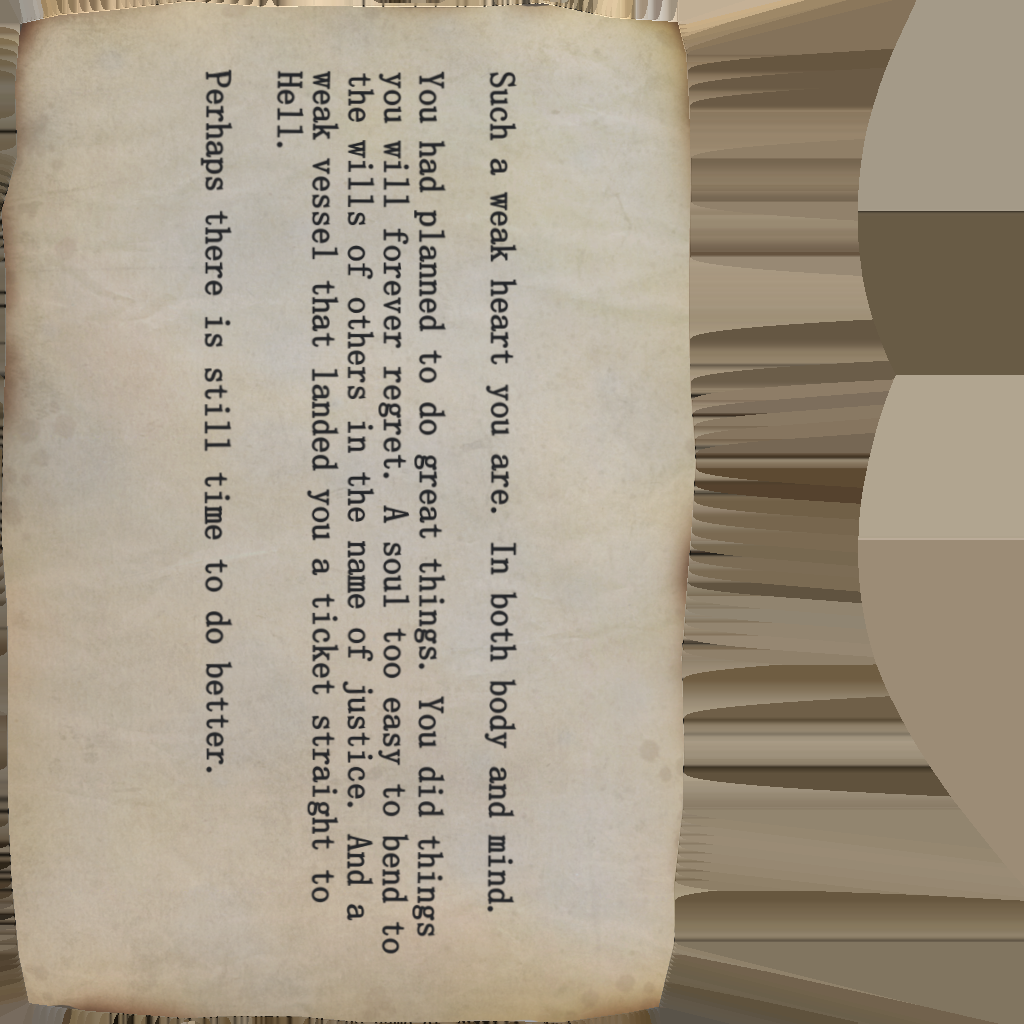 Such a weak heart you are. In both body and mind.
You had planned to do great things. You did things
you will forever regret. A soul too easy to bend to
the wills of others in the name of justice. And a
weak vessel that landed you a ticket straight to
Hell.
Perhaps there is still time to do better.